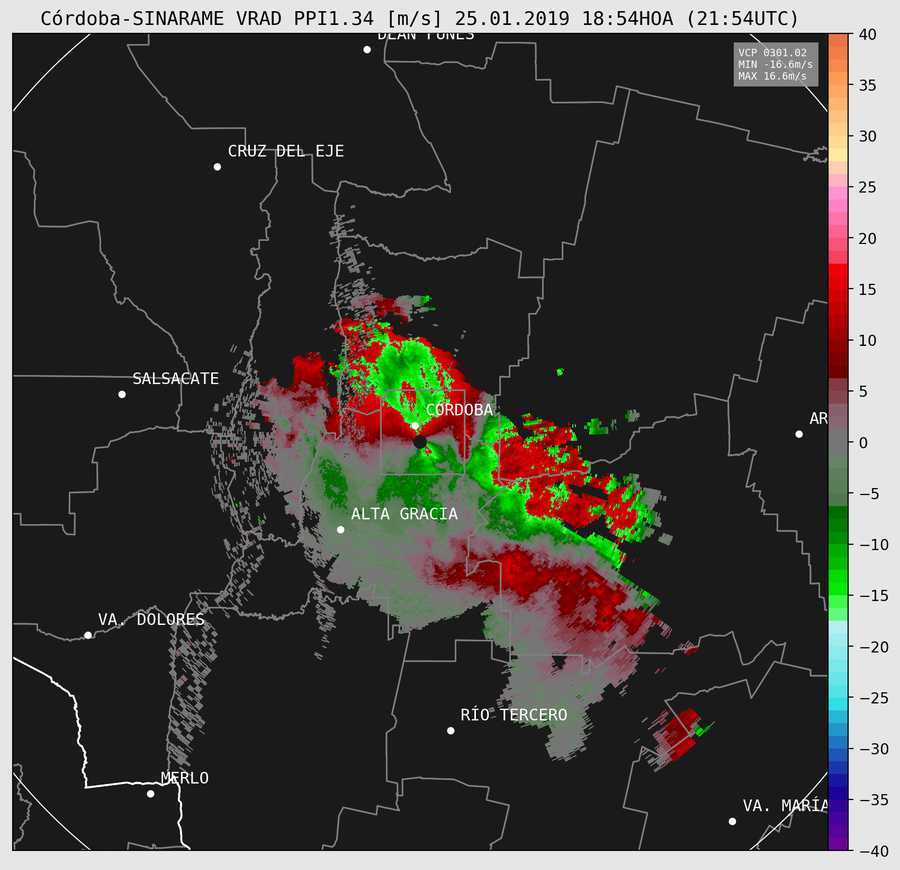 Córdoba-SINARAME VRAD PPI1.34 [m/s] 25.01.2019 18:54HOA (21:54UTC)
DEAN FUNES
VCP 0301.02
MIN -16.6m/s
MAX 16.6m/s
CRUZ DEL EJE
SALSACATE
CÓRDOBA
AR
ALTA GRACIA
VA. DOLORES
RÍO TERCERO
MERLO
VA. MARÍA
40
35
30
25
20
15
10
5
0
−5
−10
−15
−20
−25
−30
−35
−40